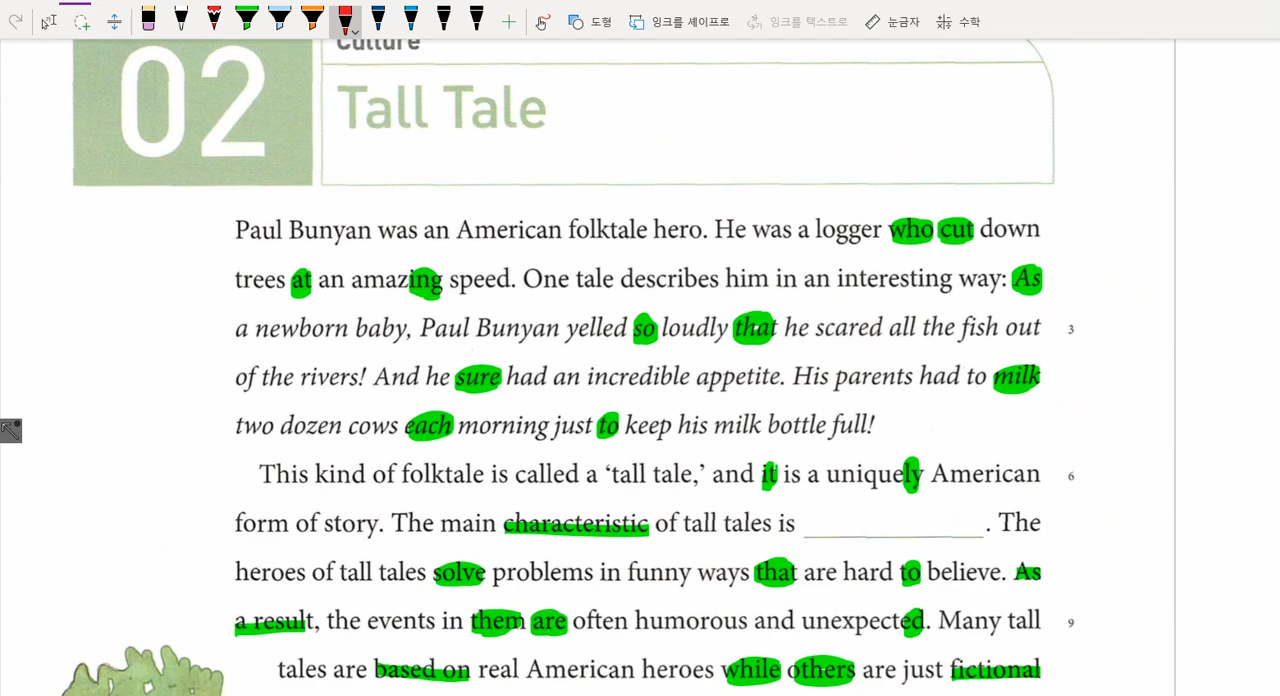 도형 잉크를 셰이프로 잉크를 텍스트로 눈금자 수학
02
Culture
Tall Tale
Paul Bunyan was an American folktale hero. He was a logger who cut down
trees at an amazing speed. One tale describes him in an interesting way: As
a newborn baby, Paul Bunyan yelled so loudly that he scared all the fish out
3
of the rivers! And he sure had an incredible appetite. His parents had to milk
two dozen cows each morning just to keep his milk bottle full!
This kind of folktale is called a ‘tall tale,’ and it is a uniquely American
6
form of story. The main characteristic of tall tales is ____________. The
heroes of tall tales solve problems in funny ways that are hard to believe. As
a result, the events in them are often humorous and unexpected. Many tall
9
tales are based on real American heroes while others are just fictional